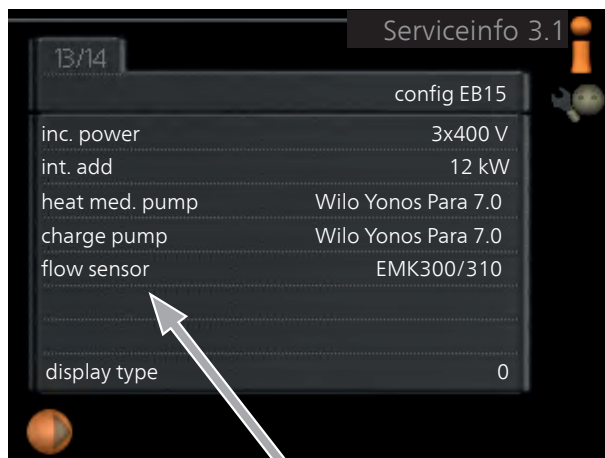 Serviceinfo 3.1
13/14
config EB15
inc. power 3x400 V
int. add 12 kW
heat med. pump Wilo Yonos Para 7.0
charge pump Wilo Yonos Para 7.0
flow sensor EMK300/310
display type 0